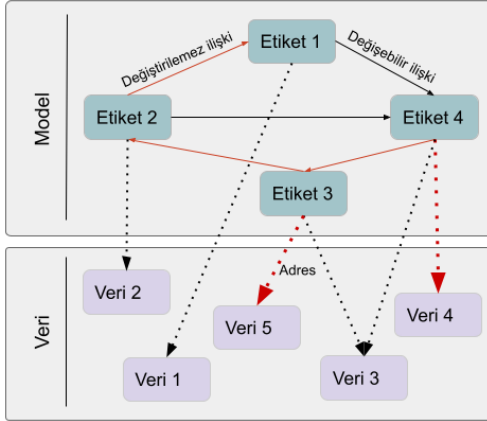 Model
Değiştirilemez ilişki
Etiket 1
Değişebilir ilişki
Etiket 2
Etiket 4
Etiket 3
Veri
Veri 2
Adres
Veri 5
Veri 4
Veri 1
Veri 3